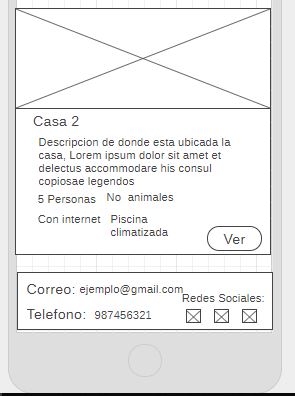 Casa 2
Descripcion de donde esta ubicada la
casa, Lorem ipsum dolor sit amet et
delectus accommodare his consul
copiosae legendos
5 Personas No animales
Con internet Piscina
climatizada
Ver
Correo: ejemplo@gmail.com
Redes Sociales:
Telefono: 987456321